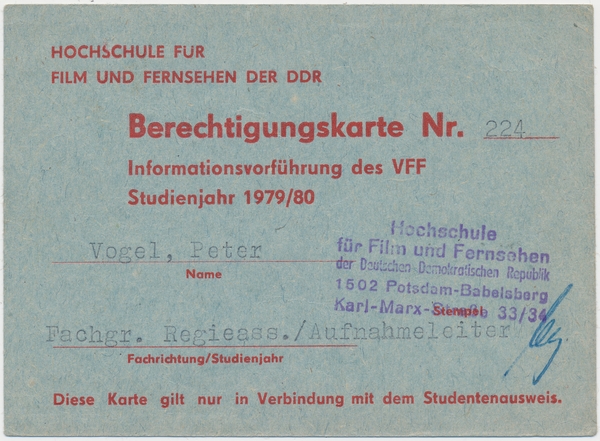 HOCHSCHULE FÜR
FILM UND FERNSEHEN DER DDR
Berechtigungskarte Nr. 224
Informationsvorführung des VFF
Studienjahr 1979/80
Vogel, Peter
Name
Hochschule
für Film und Fernsehen
der Deutschen Demokratischen Republik
1502 Potsdam-Babelsberg
Karl-Marx-Straße 33/34
Stempel
Fachgr. Regieass./Aufnahmeleiter
Fachrichtung/Studienjahr
Diese Karte gilt nur in Verbindung mit dem Studentenausweis.